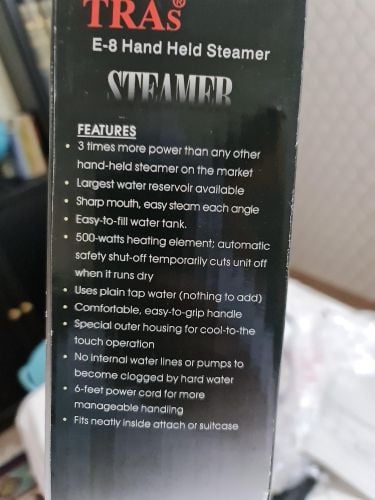 TRAS®
E-8 Hand Held Steamer
STEAMER
FEATURES
• 3 times more power than any other
hand-held steamer on the market
• Largest water reservoir available
• Sharp mouth, easy steam each angle
• Easy-to-fill water tank.
• 500-watts heating element; automatic
safety shut-off temporarily cuts unit off
when it runs dry
• Uses plain tap water (nothing to add)
• Comfortable, easy-to-grip handle
• Special outer housing for cool-to-the
touch operation
• No internal water lines or pumps to
become clogged by hard water
• 6-feet power cord for more
manageable handling
• Fits neatly inside attach or suitcase